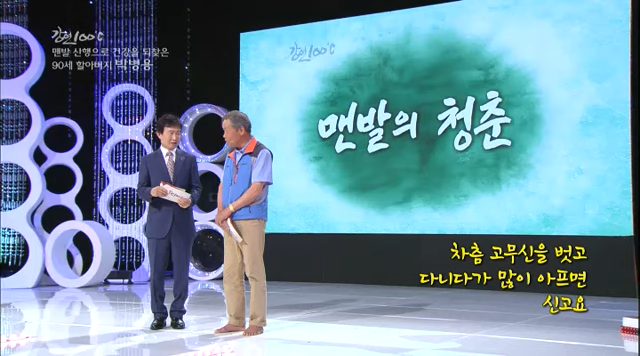 강연100℃
맨발 산행으로 건강을 되찾은
90세 할아버지 박병용
강연100℃
맨발의 청춘
차츰 고무신을 벗고
다니다가 많이 아프면
신고요